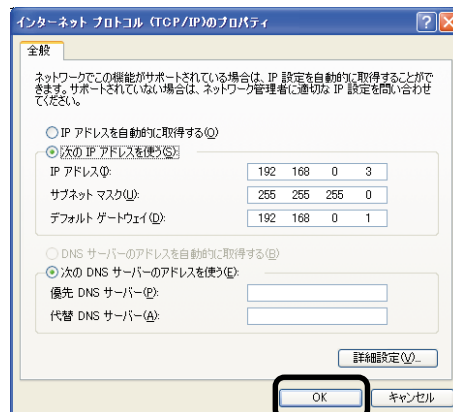 インターネット プロトコル (TCP/IP)のプロパティ
全般
ネットワークでこの機能がサポートされている場合は、IP 設定を自動的に取得することがで
きます。サポートされていない場合は、ネットワーク管理者に適切な IP 設定を問い合わせ
てください。
IP アドレスを自動的に取得する(O)
次の IP アドレスを使う(S):
IP アドレス(I): 192 168 0 3
サブネット マスク(U): 255 255 255 0
デフォルト ゲートウェイ(D): 192 168 0 1
DNS サーバーのアドレスを自動的に取得する(B)
次の DNS サーバーのアドレスを使う(E):
優先 DNS サーバー(P):
代替 DNS サーバー(A):
詳細設定(V)...
OK キャンセル